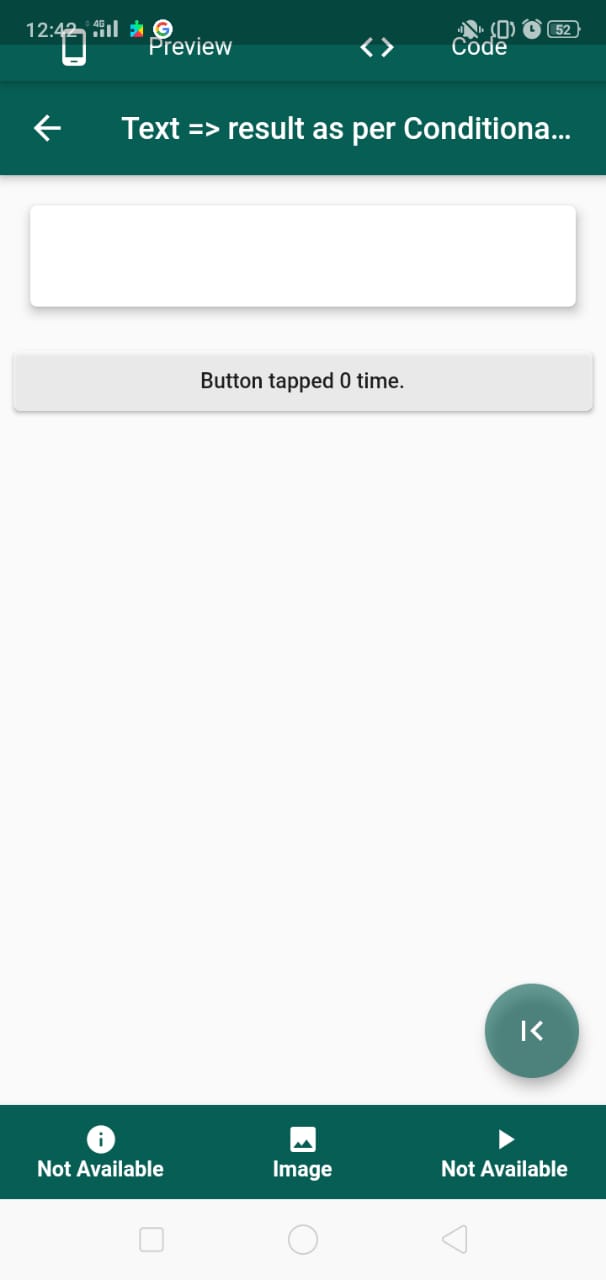 12:42 4G 52
Preview Code
Text => result as per Conditiona...
Button tapped 0 time.
Not Available Image Not Available